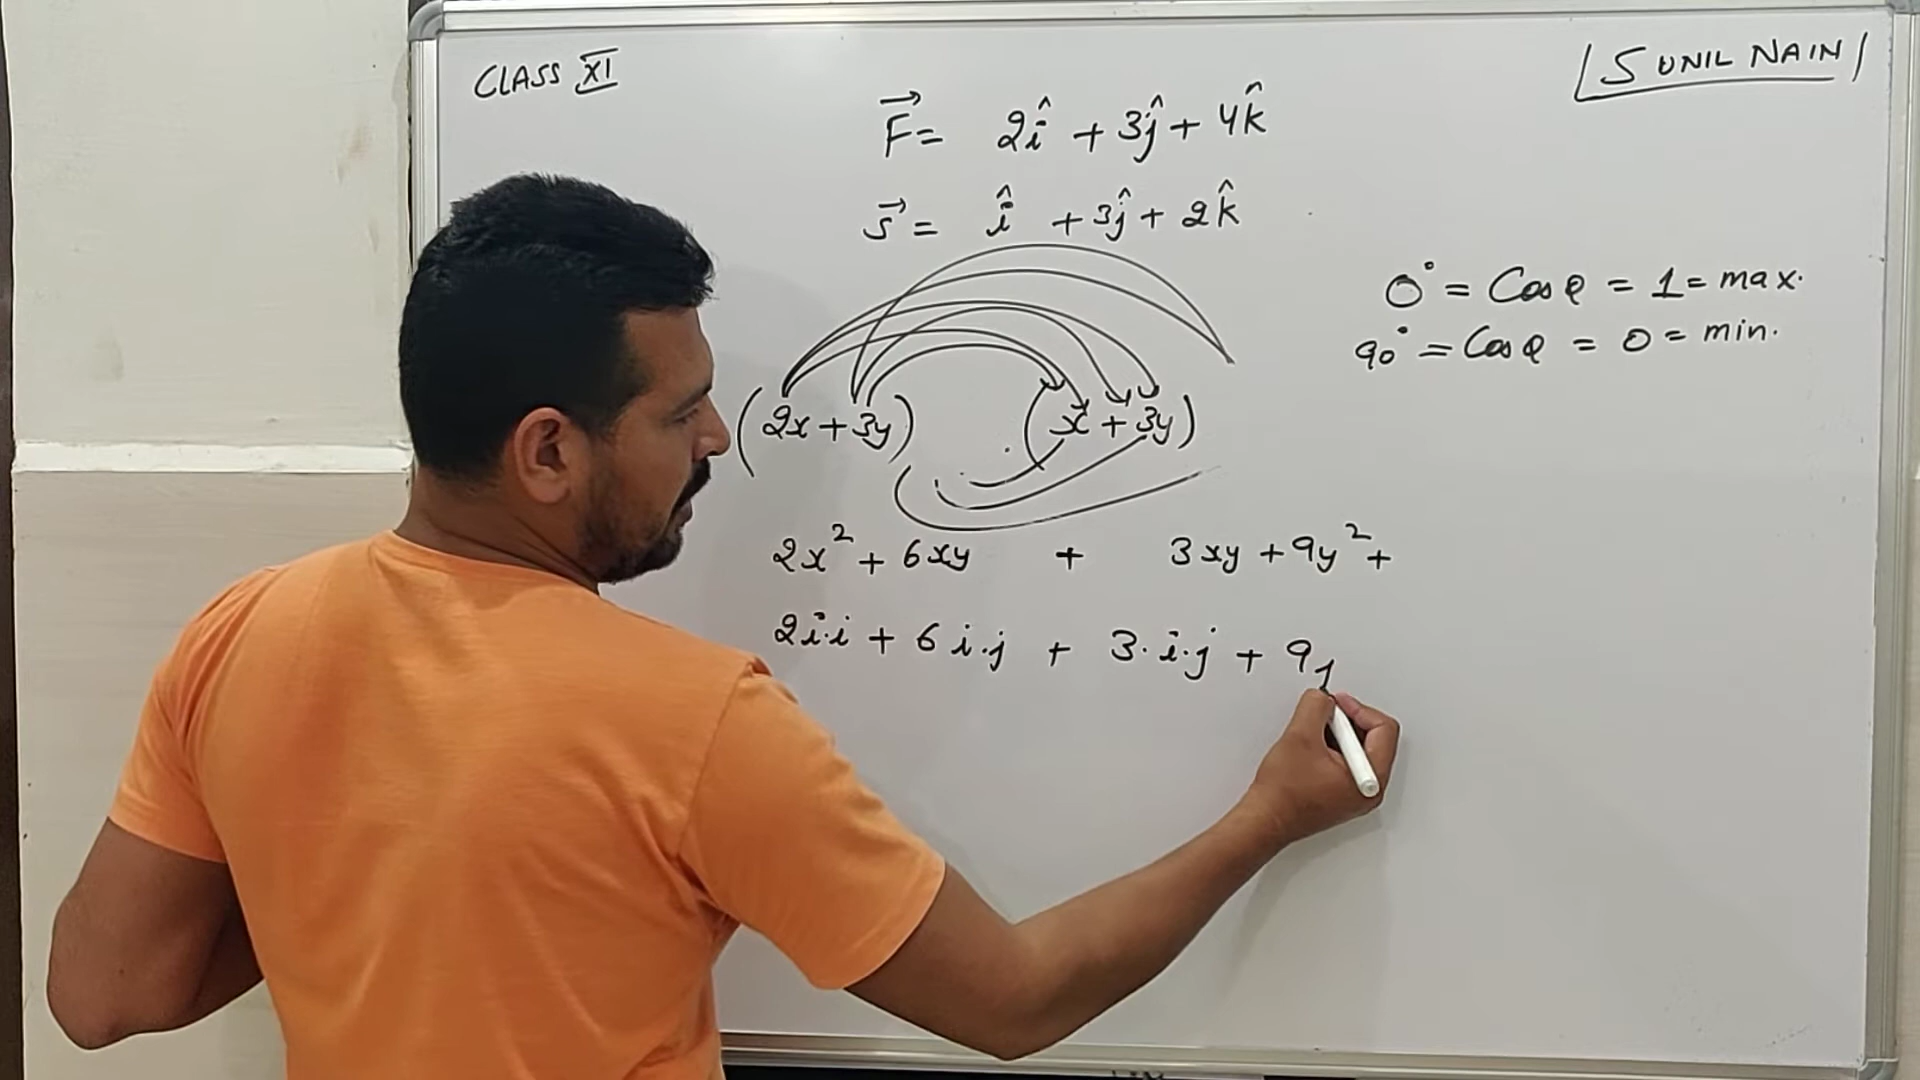 CLASS XI
SUNIL NAIN
F⃗ = 2î + 3ĵ + 4k̂
s⃗ = î + 3ĵ + 2k̂
0° = Cos θ = 1 = max.
90° = Cos θ = 0 = min.
(2x + 3y) (x + 3y)
2x² + 6xy + 3xy + 9y² +
2i·i + 6i·j + 3·i·j + 9